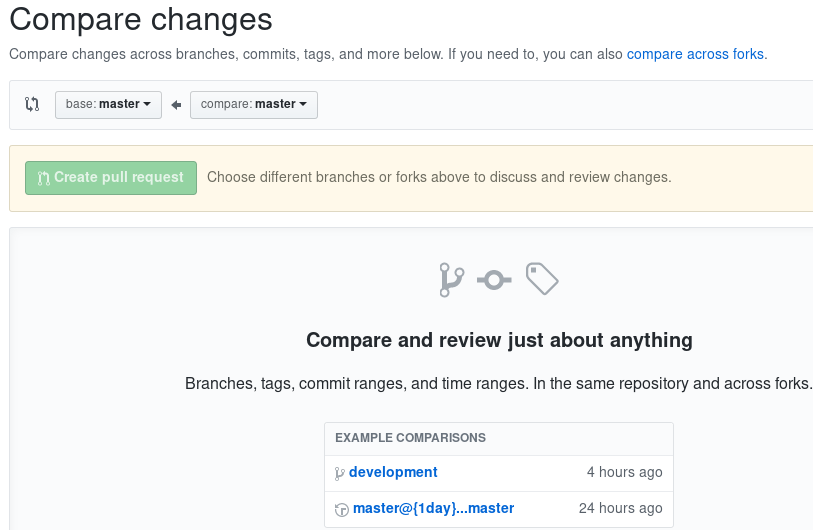 Compare changes
Compare changes across branches, commits, tags, and more below. If you need to, you can also compare across forks.
base: master compare: master
Create pull request Choose different branches or forks above to discuss and review changes.
Compare and review just about anything
Branches, tags, commit ranges, and time ranges. In the same repository and across forks.
EXAMPLE COMPARISONS
development 4 hours ago
master@{1day}...master 24 hours ago